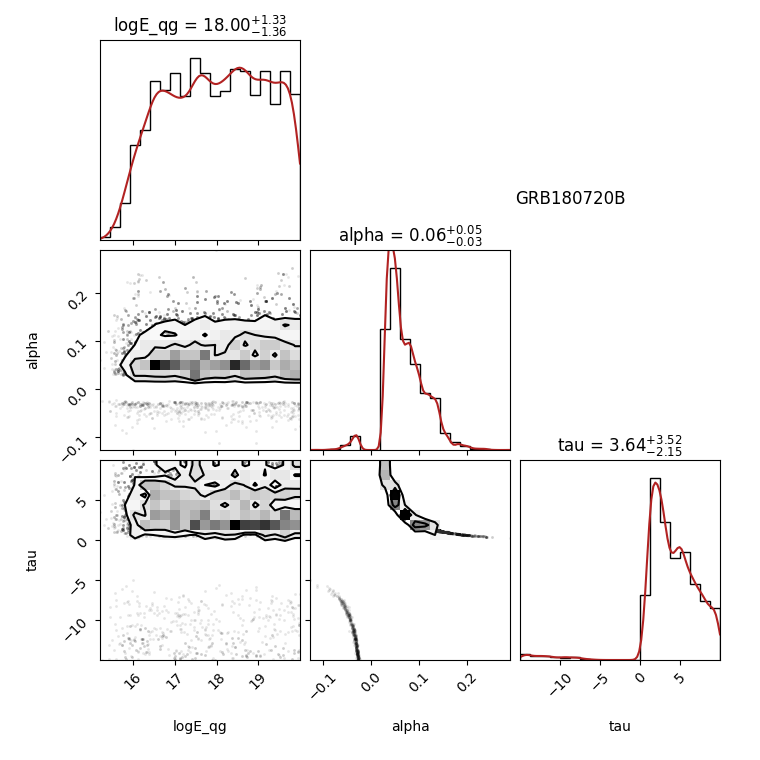 logE_qg = 18.00+1.33−1.36
GRB180720B
alpha = 0.06+0.05−0.03
alpha
0.2
0.1
0.0
−0.1
tau = 3.64+3.52−2.15
tau
5
0
−5
−10
16 17 18 19
−0.1 0.0 0.1 0.2
−10 −5 0 5
logE_qg alpha tau